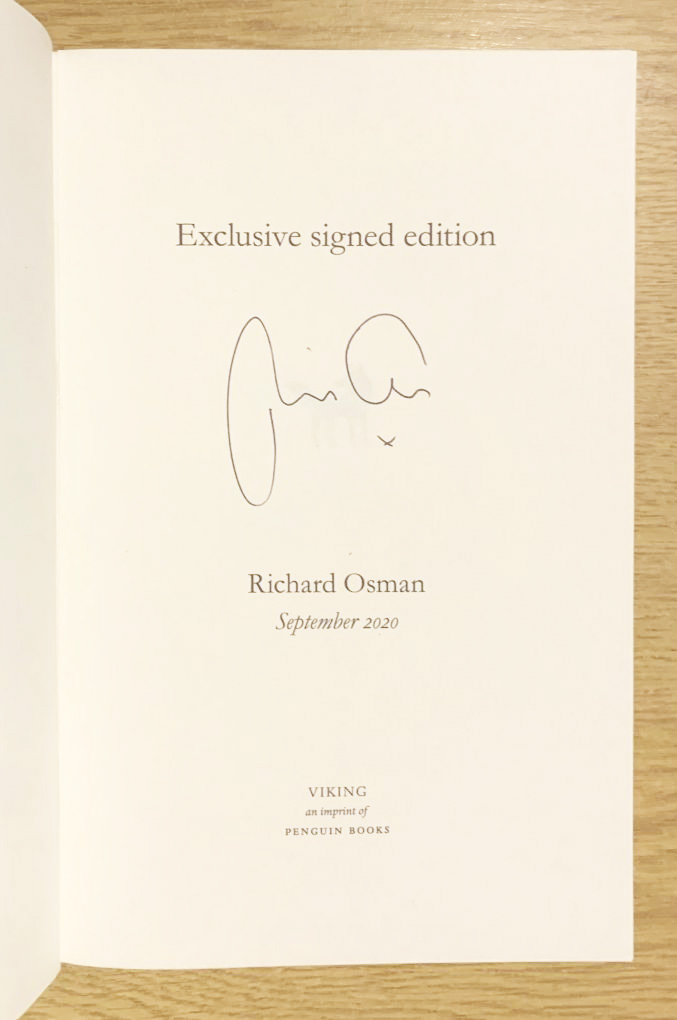 Exclusive signed edition
x
Richard Osman
September 2020
VIKING
an imprint of
PENGUIN BOOKS